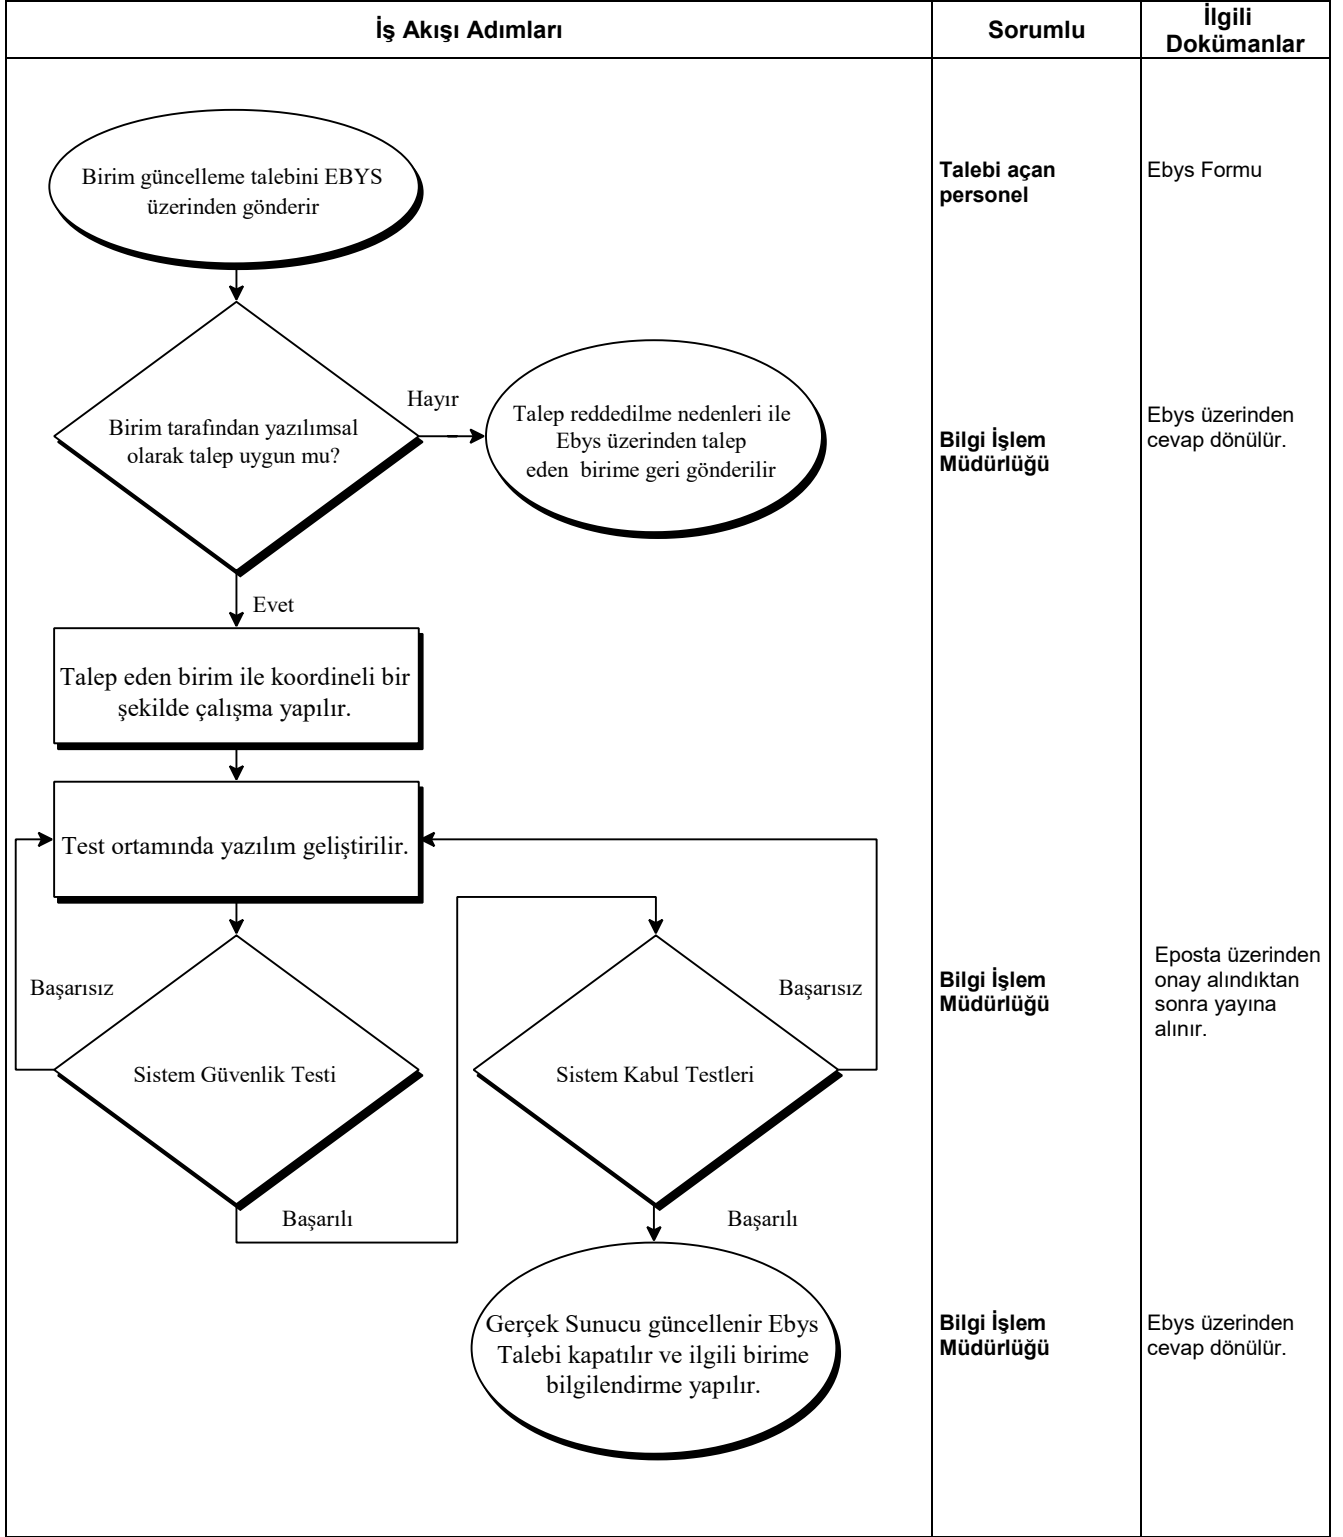 İş Akışı Adımları
Sorumlu
İlgili
Dokümanlar
Birim güncelleme talebini EBYS
üzerinden gönderir
Talebi açan
personel
Ebys Formu
Birim tarafından yazılımsal
olarak talep uygun mu?
Hayır
Talep reddedilme nedenleri ile
Ebys üzerinden talep
eden birime geri gönderilir
Bilgi İşlem
Müdürlüğü
Ebys üzerinden
cevap dönülür.
Evet
Talep eden birim ile koordineli bir
şekilde çalışma yapılır.
Test ortamında yazılım geliştirilir.
Başarısız
Sistem Güvenlik Testi
Başarılı
Başarısız
Sistem Kabul Testleri
Başarılı
Bilgi İşlem
Müdürlüğü
Eposta üzerinden
onay alındıktan
sonra yayına
alınır.
Gerçek Sunucu güncellenir Ebys
Talebi kapatılır ve ilgili birime
bilgilendirme yapılır.
Bilgi İşlem
Müdürlüğü
Ebys üzerinden
cevap dönülür.